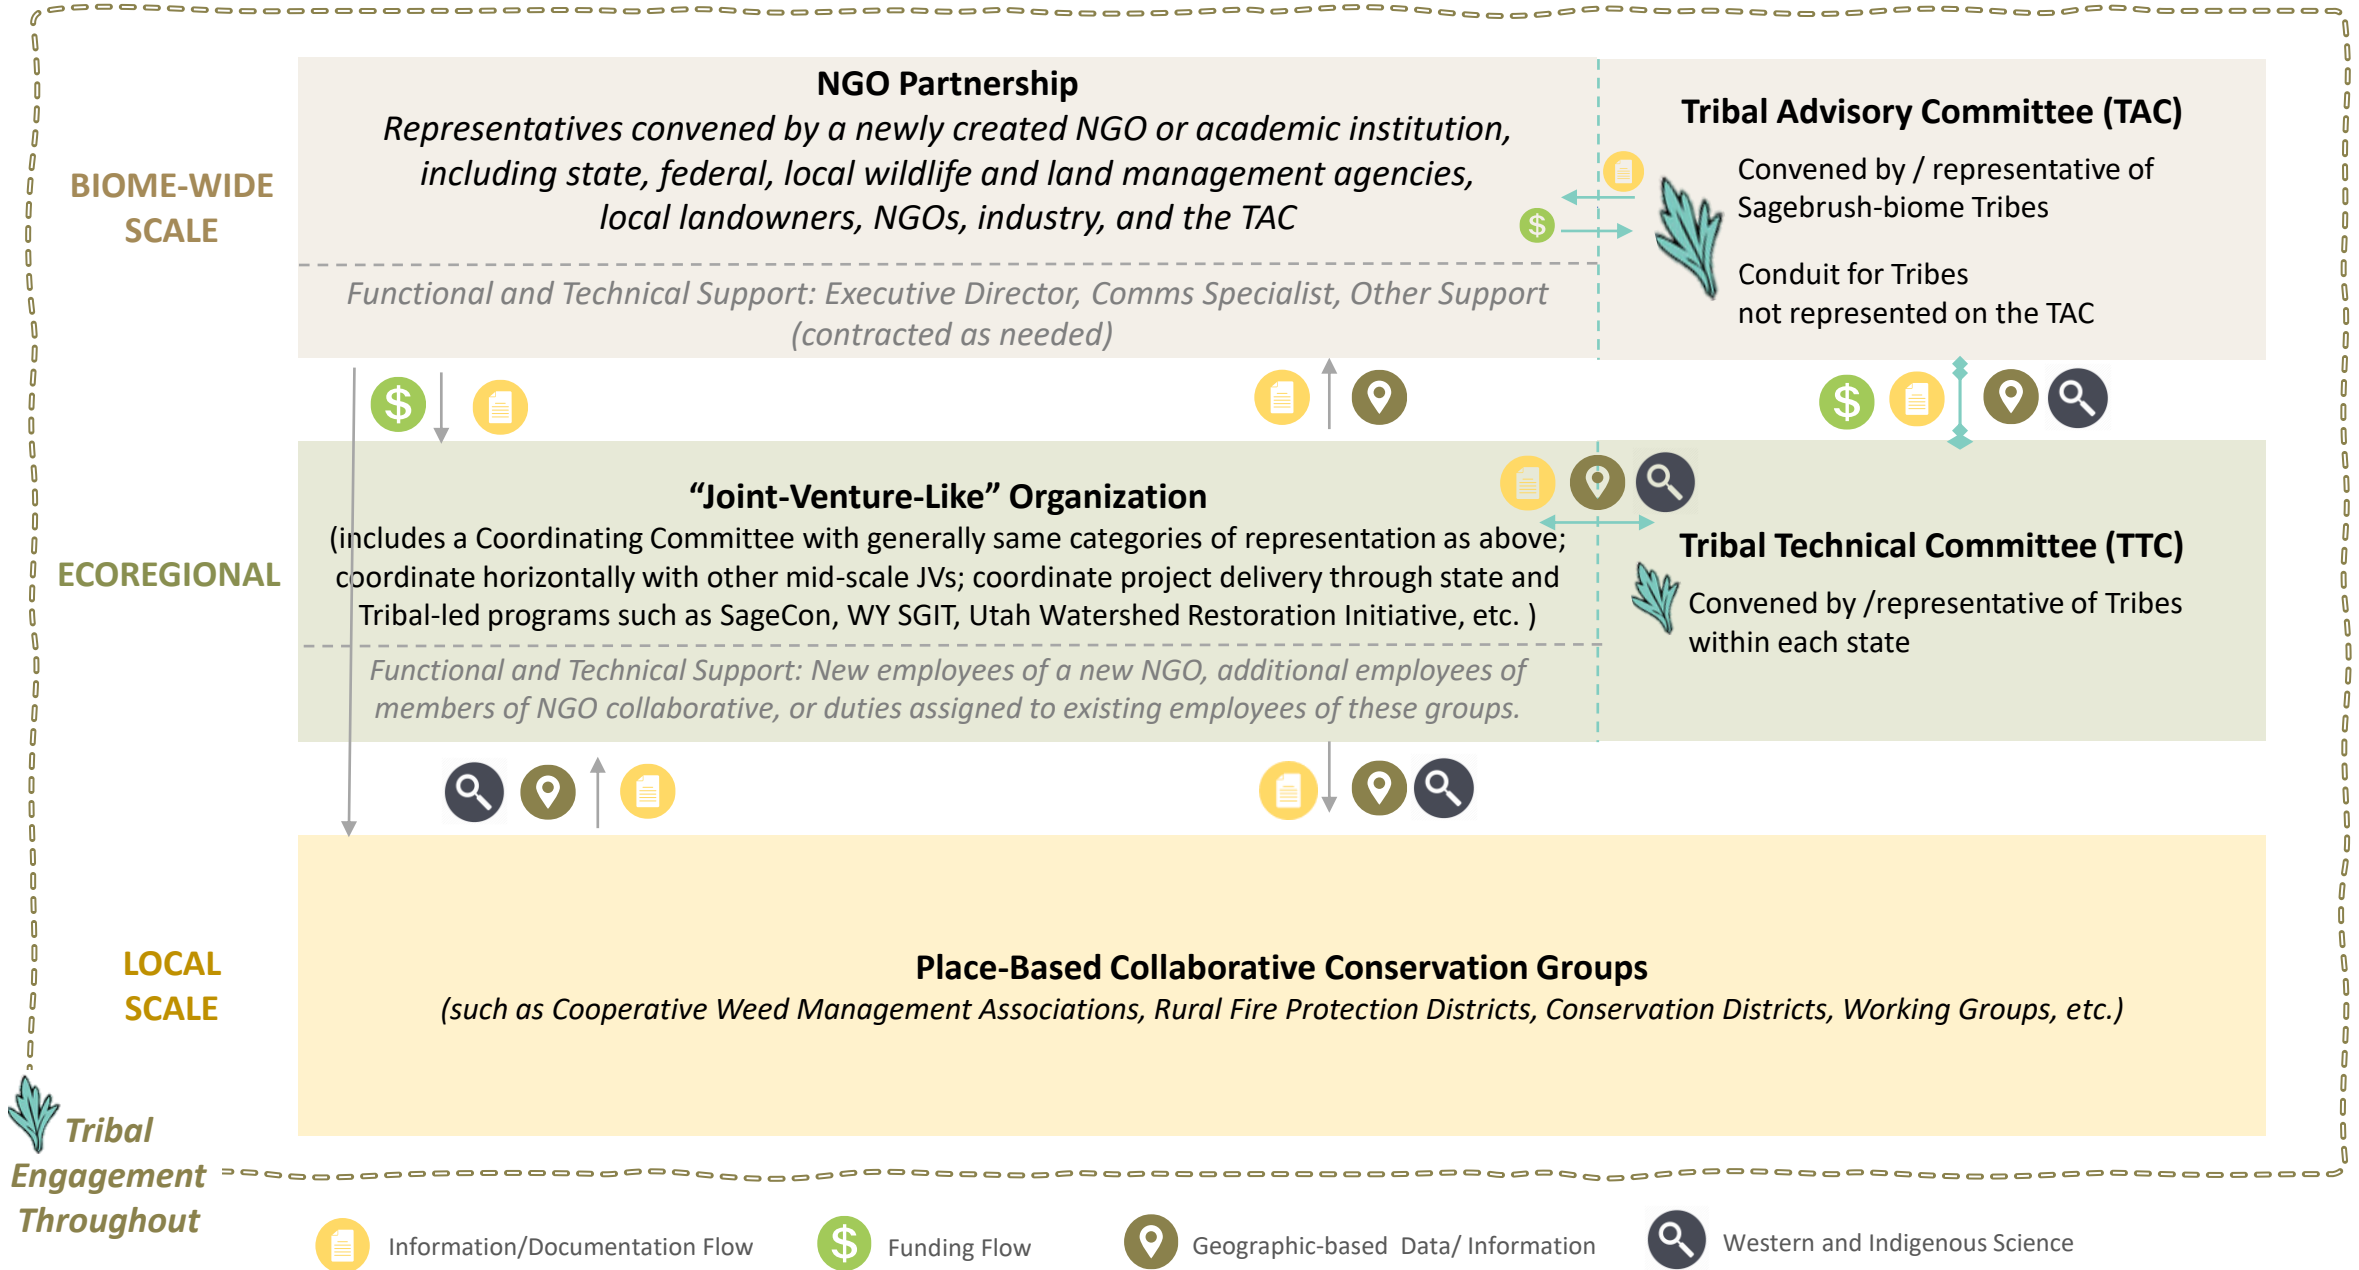 NGO Partnership
Representatives convened by a newly created NGO or academic institution,
including state, federal, local wildlife and land management agencies,
local landowners, NGOs, industry, and the TAC
Functional and Technical Support: Executive Director, Comms Specialist, Other Support
(contracted as needed)
Tribal Advisory Committee (TAC)
Convened by / representative of
Sagebrush-biome Tribes
Conduit for Tribes
not represented on the TAC
BIOME-WIDE
SCALE
$
$
$
ECOREGIONAL
“Joint-Venture-Like” Organization
(includes a Coordinating Committee with generally same categories of representation as above;
coordinate horizontally with other mid-scale JVs; coordinate project delivery through state and
Tribal-led programs such as SageCon, WY SGIT, Utah Watershed Restoration Initiative, etc. )
Functional and Technical Support: New employees of a new NGO, additional employees of
members of NGO collaborative, or duties assigned to existing employees of these groups.
Tribal Technical Committee (TTC)
Convened by /representative of Tribes
within each state
LOCAL
SCALE
Place-Based Collaborative Conservation Groups
(such as Cooperative Weed Management Associations, Rural Fire Protection Districts, Conservation Districts, Working Groups, etc.)
Tribal
Engagement
Throughout
Information/Documentation Flow
$
Funding Flow
Geographic-based Data/ Information
Western and Indigenous Science